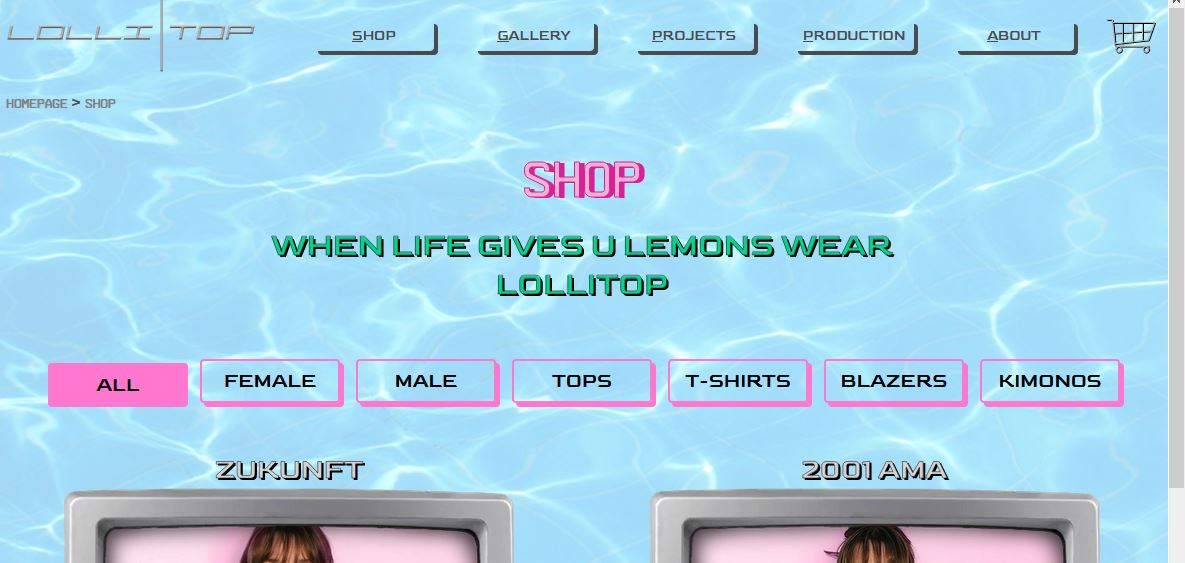 LOLLI TOP
SHOP GALLERY PROJECTS PRODUCTION ABOUT
HOMEPAGE > SHOP
SHOP
WHEN LIFE GIVES U LEMONS WEAR
LOLLITOP
ALL FEMALE MALE TOPS T-SHIRTS BLAZERS KIMONOS
ZUKUNFT 2001 AMA